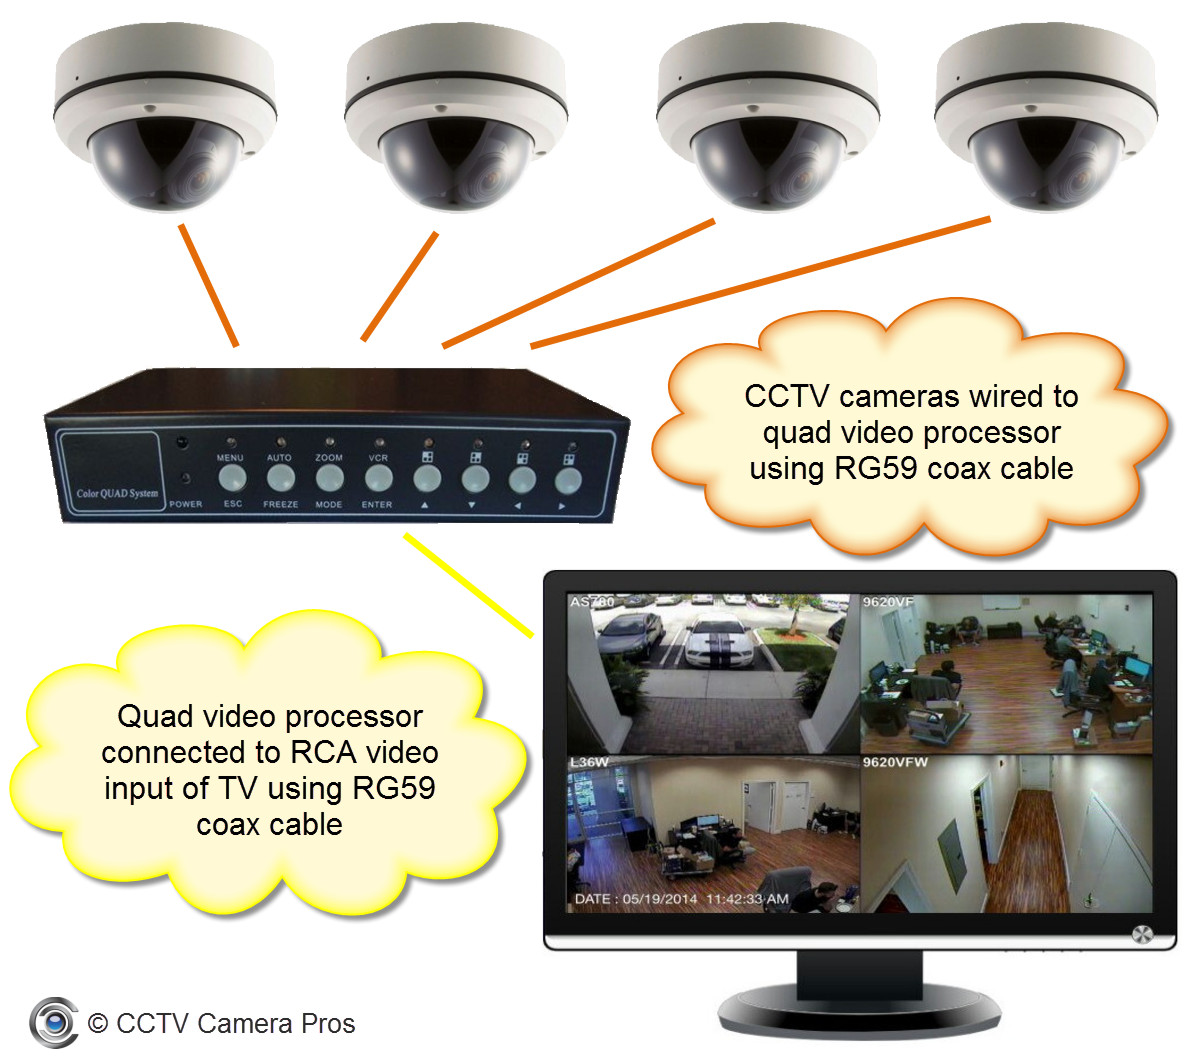 CCTV cameras wired to
quad video processor
using RG59 coax cable
MENU AUTO ZOOM VCR
Color QUAD System
POWER ESC FREEZE MODE ENTER
Quad video processor
connected to RCA video
input of TV using RG59
coax cable
AS780 9620VF
L36W 9620VFW
DATE : 05/19/2014 11:42:33 AM
© CCTV Camera Pros